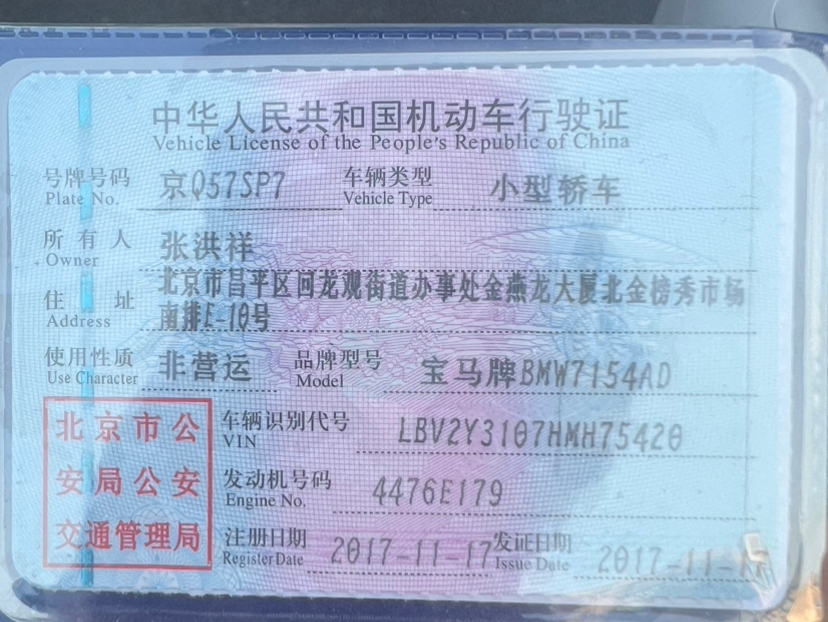 中华人民共和国机动车行驶证
Vehicle License of the People's Republic of China
号牌号码 京Q57SP7 车辆类型 小型轿车
Plate No. Vehicle Type
所有人 张洪祥
Owner
住址 北京市昌平区回龙观街道办事处金燕龙大厦北金榜秀市场
Address 南排E-10号
使用性质 非营运 品牌型号 宝马牌BMW7154AD
Use Character Model
北京市公 车辆识别代号 LBV2Y3107HMH75420
VIN
安局公安 发动机号码 4476E179
Engine No.
交通管理局 注册日期 2017-11-17 发证日期 2017-11-17
Register Date Issue Date